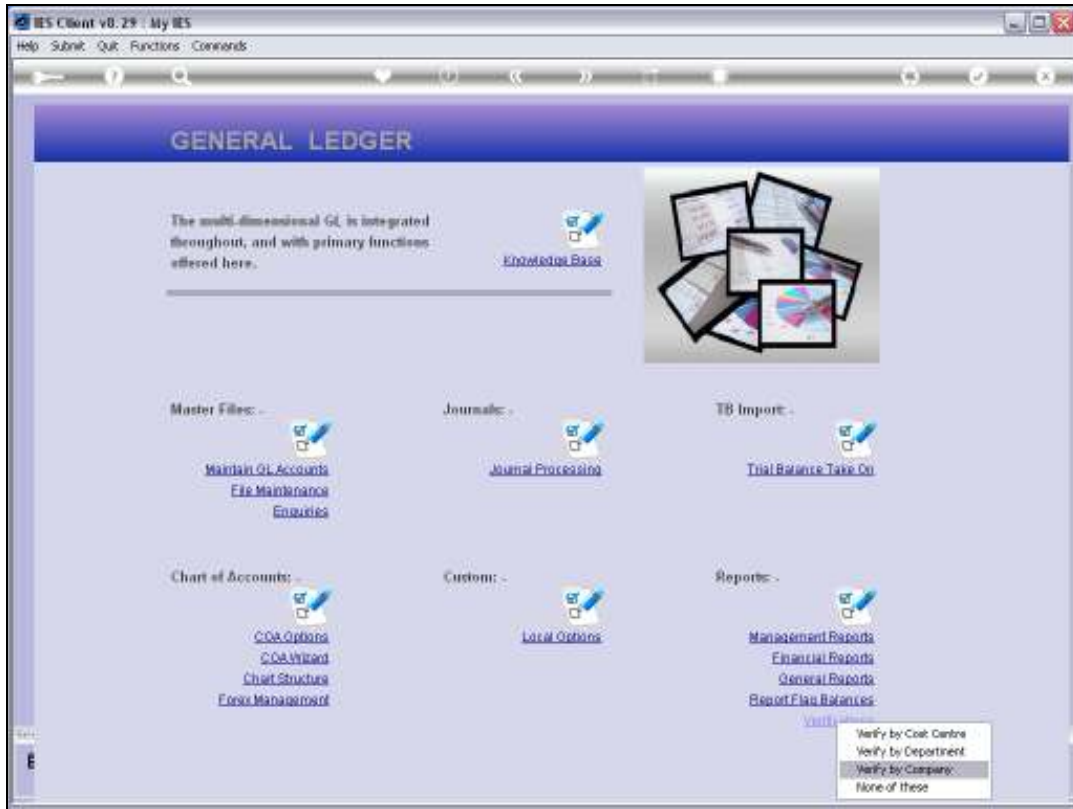 IES Client v8.29 : My IES
Help Submit Quit Functions Commands
GENERAL LEDGER
The multi-dimensional GL is integrated
throughout, and with primary functions
offered here.
Knowledge Base
Master Files: -
Journals: -
TB Import: -
Maintain GL Accounts
File Maintenance
Enquiries
Journal Processing
Trial Balance Take On
Chart of Accounts: -
Custom: -
Reports: -
COA Options
COA Wizard
Chart Structure
Forex Management
Local Options
Management Reports
Financial Reports
General Reports
Report Flag Balances
Verify by Cost Centre
Verify by Department
Verify by Company
None of these